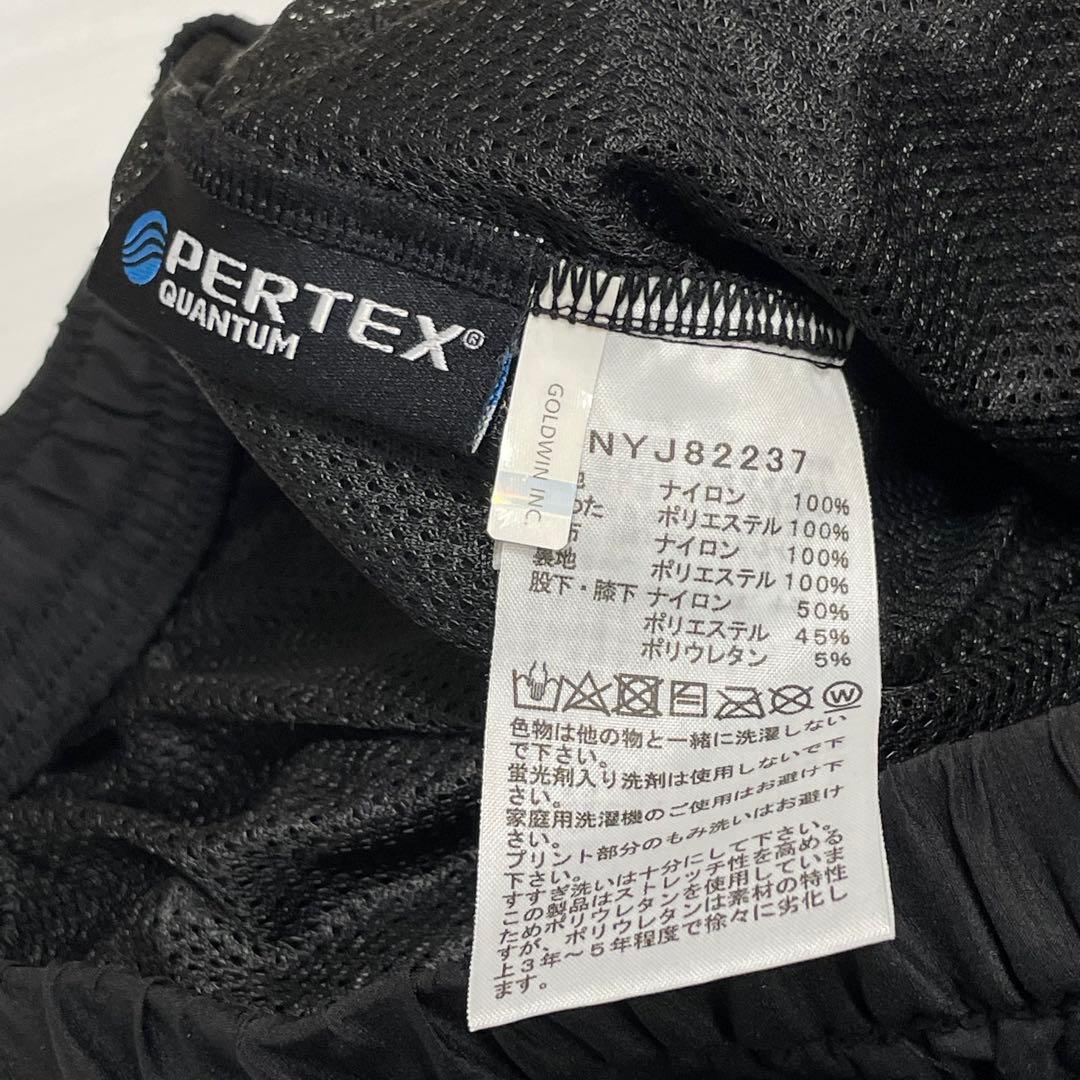 PERTEX®
QUANTUM
GOLDWIN INC.
NYJ82237
地 ナイロン 100%
わた ポリエステル 100%
布 ナイロン 100%
裏地 ポリエステル 100%
股下・膝下 ナイロン 50%
ポリエステル 45%
ポリウレタン 5%
W
色物は他の物と一緒に洗濯しない
で下さい。
蛍光剤入り洗剤は使用しないで下
さい。
家庭用洗濯機のご使用はお避け下
さい。
プリント部分のもみ洗いはお避け
下さい。
すすぎ洗いは十分にして下さい。
この製品はストレッチ性を高める
ためポリウレタンを使用していま
すが、ポリウレタンは素材の特性
上3年～5年程度で徐々に劣化し
ます。